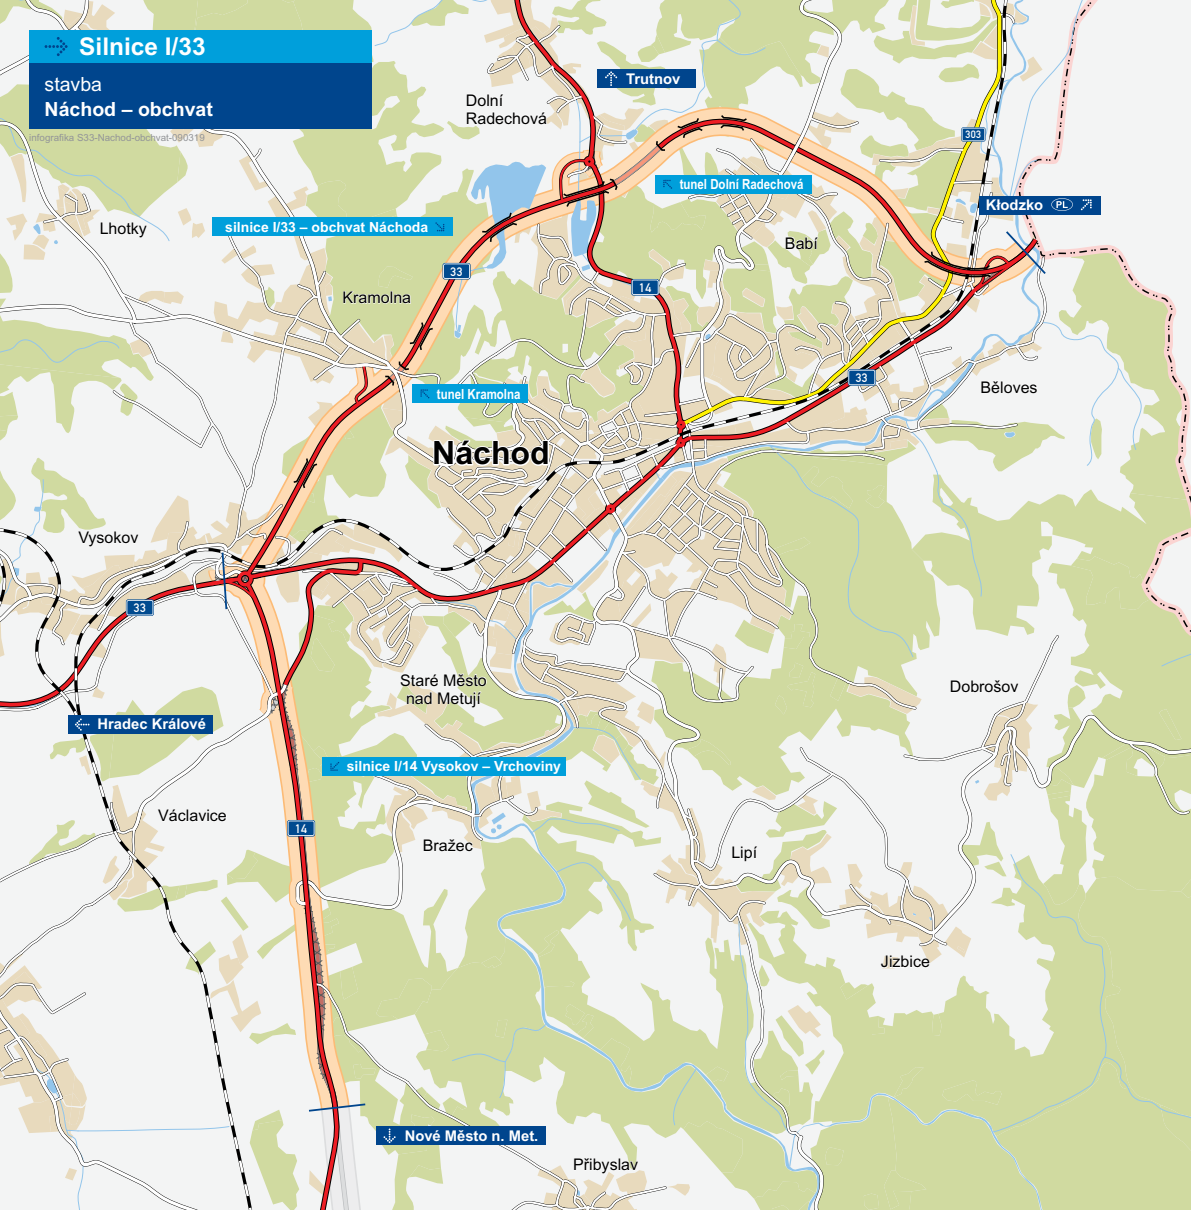 Silnice I/33
stavba
Náchod – obchvat
infografika S33-Nachod-obchvat-090319
Trutnov
Dolní
Radechová
303
tunel Dolní Radechová
Kłodzko PL
Lhotky
silnice I/33 – obchvat Náchoda
Babí
33
14
Kramolna
33
Běloves
tunel Kramolna
Náchod
Vysokov
33
Staré Město
nad Metují
Dobrošov
Hradec Králové
silnice I/14 Vysokov – Vrchoviny
Václavice
14
Bražec
Lipí
Jizbice
Nové Město n. Met.
Přibyslav